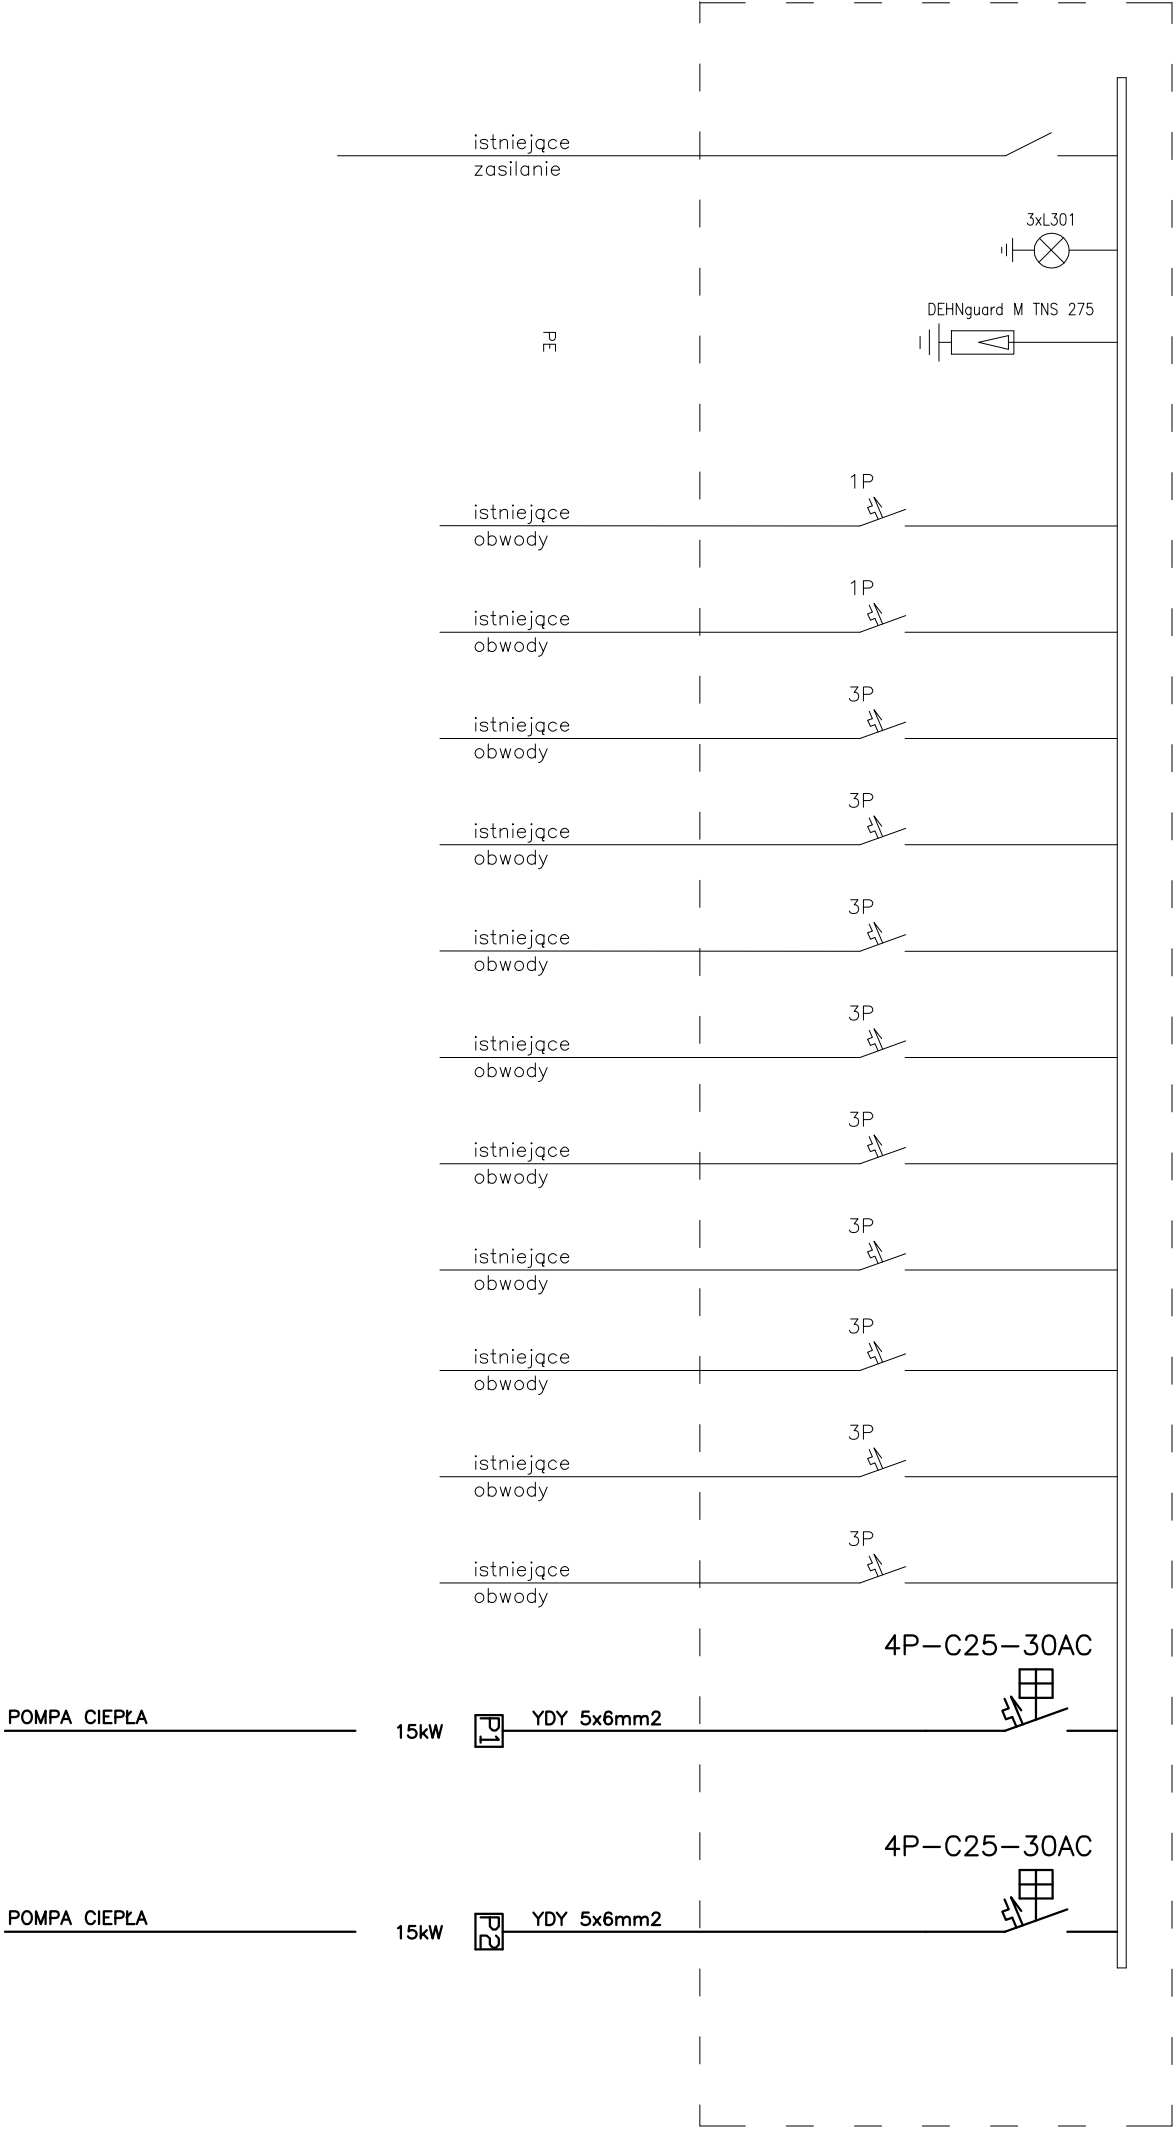 istniejące
zasilanie
3xL301
DEHNguard M TNS 275
PE
1P
istniejące
obwody
1P
istniejące
obwody
3P
istniejące
obwody
3P
istniejące
obwody
3P
istniejące
obwody
3P
istniejące
obwody
3P
istniejące
obwody
3P
istniejące
obwody
3P
istniejące
obwody
3P
istniejące
obwody
3P
istniejące
obwody
4P-C25-30AC
POMPA CIEPŁA 15kW P1 YDY 5x6mm2
4P-C25-30AC
POMPA CIEPŁA 15kW P2 YDY 5x6mm2